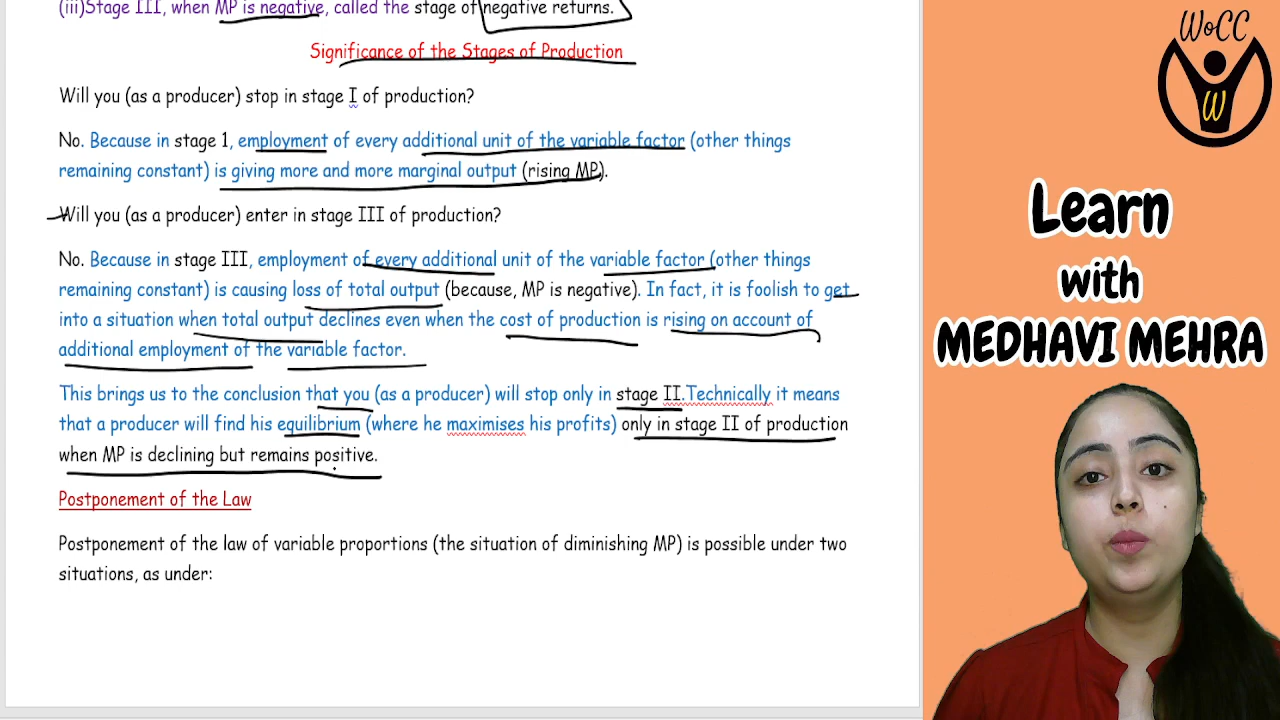 (iii)Stage III, when MP is negative, called the stage of negative returns.
Significance of the Stages of Production
Will you (as a producer) stop in stage I of production?
No. Because in stage 1, employment of every additional unit of the variable factor (other things
remaining constant) is giving more and more marginal output (rising MP).
Will you (as a producer) enter in stage III of production?
No. Because in stage III, employment of every additional unit of the variable factor (other things
remaining constant) is causing loss of total output (because, MP is negative). In fact, it is foolish to get
into a situation when total output declines even when the cost of production is rising on account of
additional employment of the variable factor.
This brings us to the conclusion that you (as a producer) will stop only in stage II.Technically it means
that a producer will find his equilibrium (where he maximises his profits) only in stage II of production
when MP is declining but remains positive.
Postponement of the Law
Postponement of the law of variable proportions (the situation of diminishing MP) is possible under two
situations, as under:
WoCC
W
Learn
with
MEDHAVI MEHRA